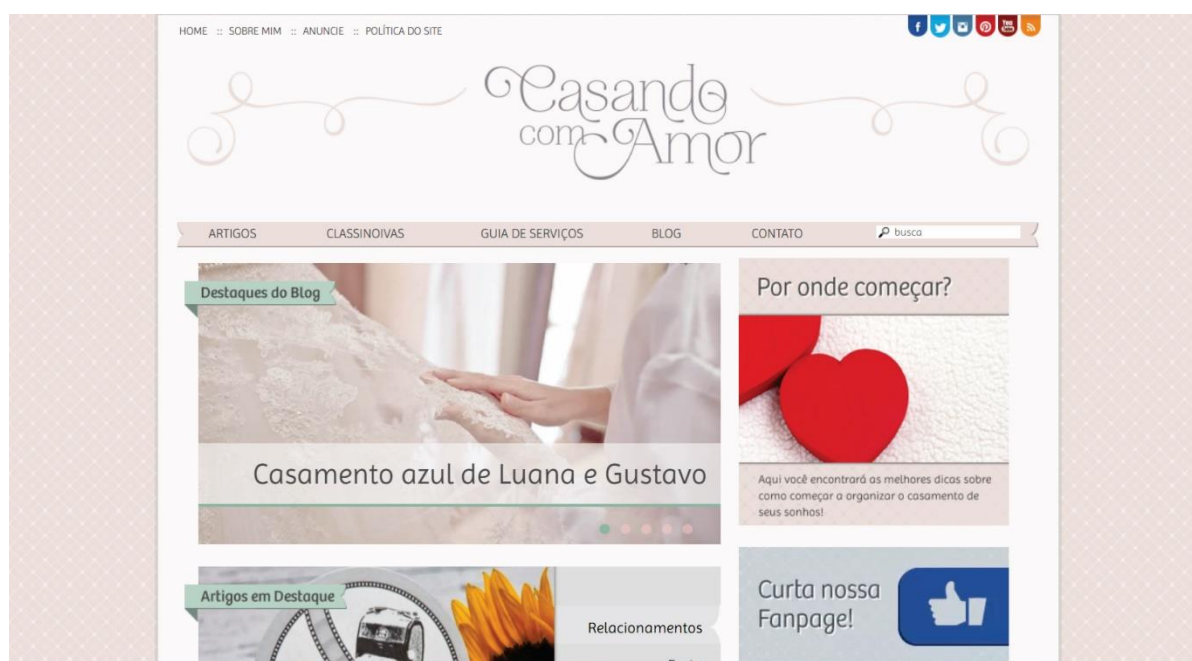 HOME :: SOBRE MIM :: ANUNCIE :: POLÍTICA DO SITE
Casando
com Amor
ARTIGOS CLASSINOIVAS GUIA DE SERVIÇOS BLOG CONTATO busca
Destaques do Blog
Casamento azul de Luana e Gustavo
Por onde começar?
Aqui você encontrará as melhores dicas sobre
como começar a organizar o casamento de
seus sonhos!
Artigos em Destaque
Relacionamentos
Curta nossa
Fanpage!